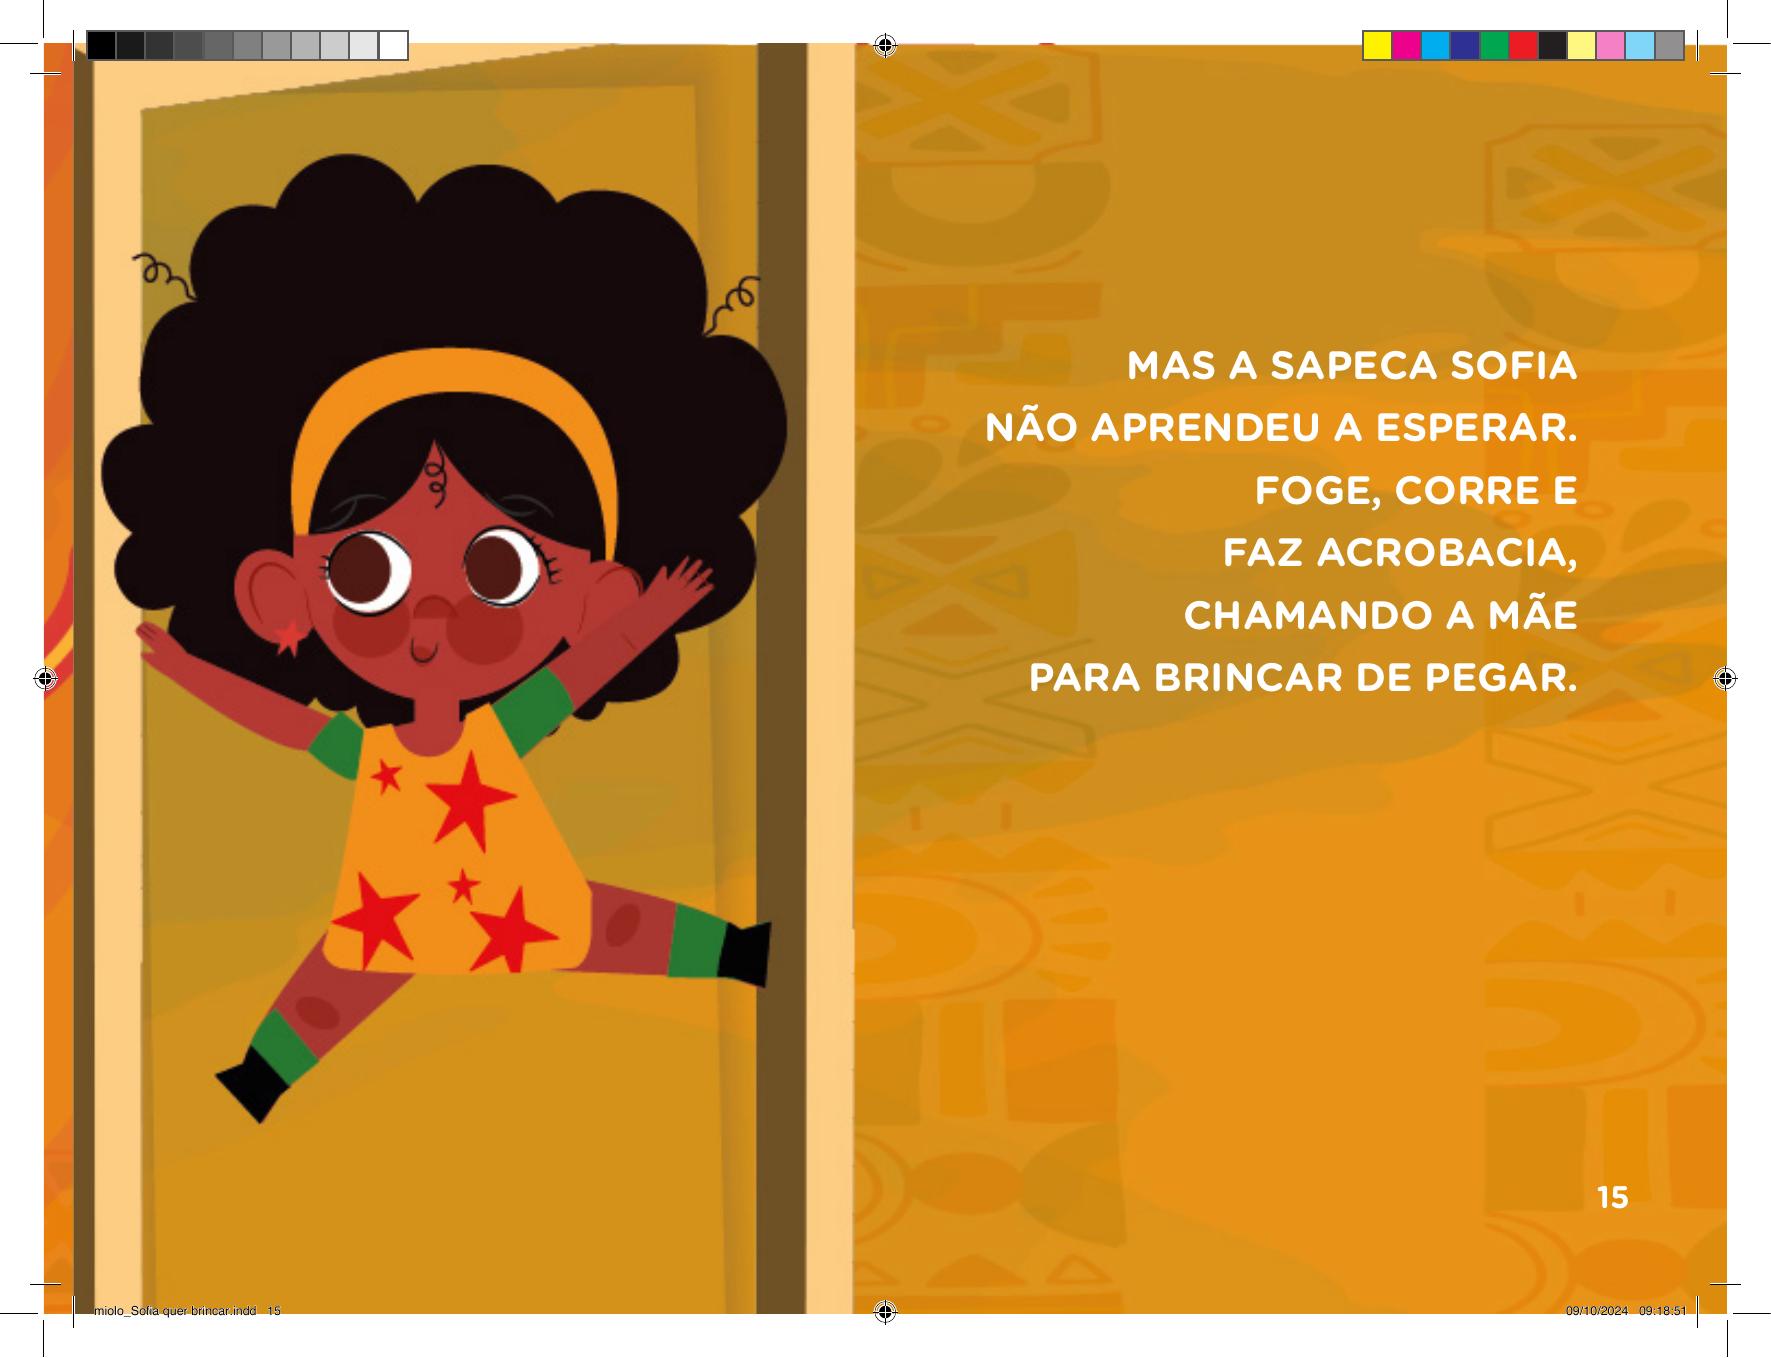 MAS A SAPECA SOFIA
NÃO APRENDEU A ESPERAR.
FOGE, CORRE E
FAZ ACROBACIA,
CHAMANDO A MÃE
PARA BRINCAR DE PEGAR.
15
miolo_Sofia quer brincar.indd   15
09/10/2024   09:18:51